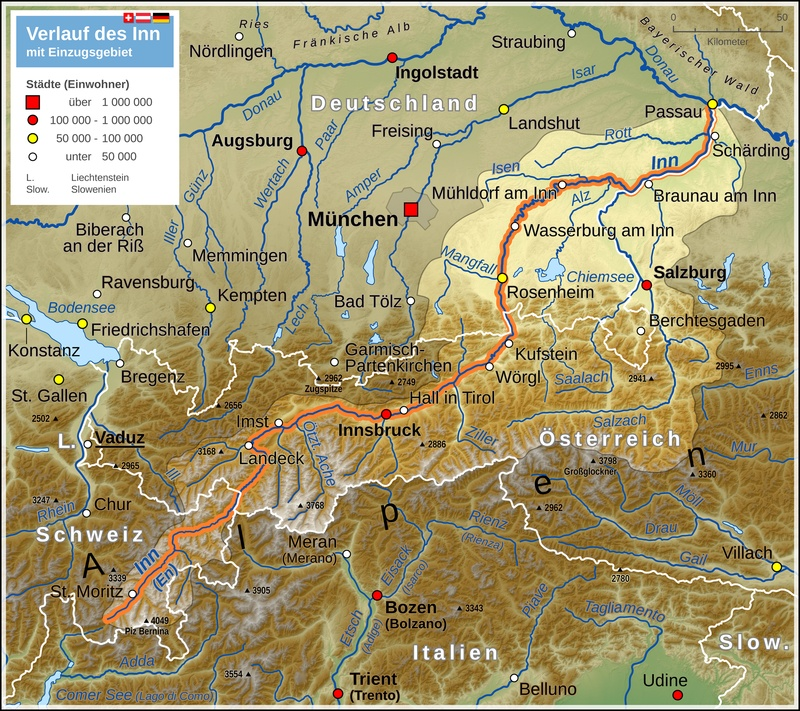 Verlauf des Inn
mit Einzugsgebiet
Städte (Einwohner)
über 1 000 000
100 000 - 1 000 000
50 000 - 100 000
unter 50 000
L. Liechtenstein
Slow. Slowenien
Ries
Nördlingen
Fränkische Alb
Straubing
Bayerischer Wald
0 50
Kilometer
Ingolstadt
Isar
Donau
Donau
Deutschland
Landshut
Passau
Augsburg
Paar
Freising
Rott
Schärding
Günz
Wertach
Amper
Isen
Inn
Mühldorf am Inn
Alz
Braunau am Inn
München
Iller
Biberach
an der Riß
Memmingen
Wasserburg am Inn
Mangfall
Chiemsee
Salzburg
Ravensburg
Kempten
Lech
Bad Tölz
Rosenheim
Bodensee
Friedrichshafen
Berchtesgaden
Konstanz
Garmisch-
Partenkirchen
Kufstein
Bregenz
2962
Zugspitze
2749
Wörgl
Saalach
2941
2995
Enns
St. Gallen
2656
Hall in Tirol
2502
Imst
Innsbruck
Salzach
2862
L.
Vaduz
3168
Landeck
Ötzt. Ache
2886
Ziller
Österreich
Mur
2965
Ill
3798
Großglockner
3360
3247
Rhein
Chur
3768
2962
Möll
A l p e n
Schweiz
Rienz
(Rienza)
Drau
Inn
(En)
Meran
(Merano)
Eisack
(Isarco)
Gail
Villach
3339
St. Moritz
3905
2780
4049
Piz Bernina
Bozen
(Bolzano)
3343
Piave
Tagliamento
Etsch
(Adige)
Adda
3554
Italien
Slow.
Comer See (Lago di Como)
Trient
(Trento)
Belluno
Udine